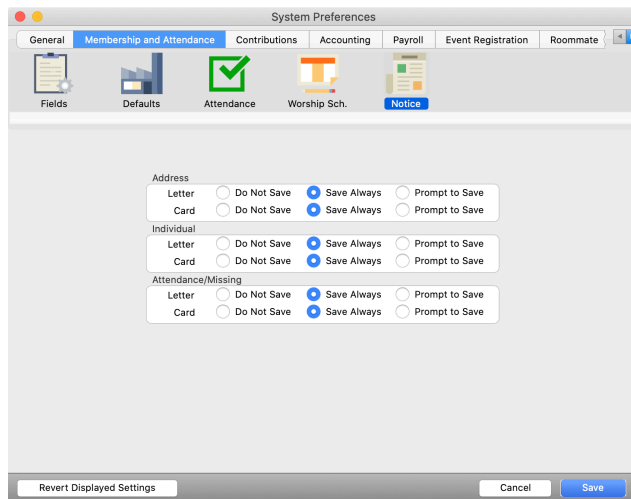 System Preferences
General Membership and Attendance Contributions Accounting Payroll Event Registration Roommate
Fields Defaults Attendance Worship Sch. Notice
Address
Letter Do Not Save Save Always Prompt to Save
Card Do Not Save Save Always Prompt to Save
Individual
Letter Do Not Save Save Always Prompt to Save
Card Do Not Save Save Always Prompt to Save
Attendance/Missing
Letter Do Not Save Save Always Prompt to Save
Card Do Not Save Save Always Prompt to Save
Revert Displayed Settings Cancel Save